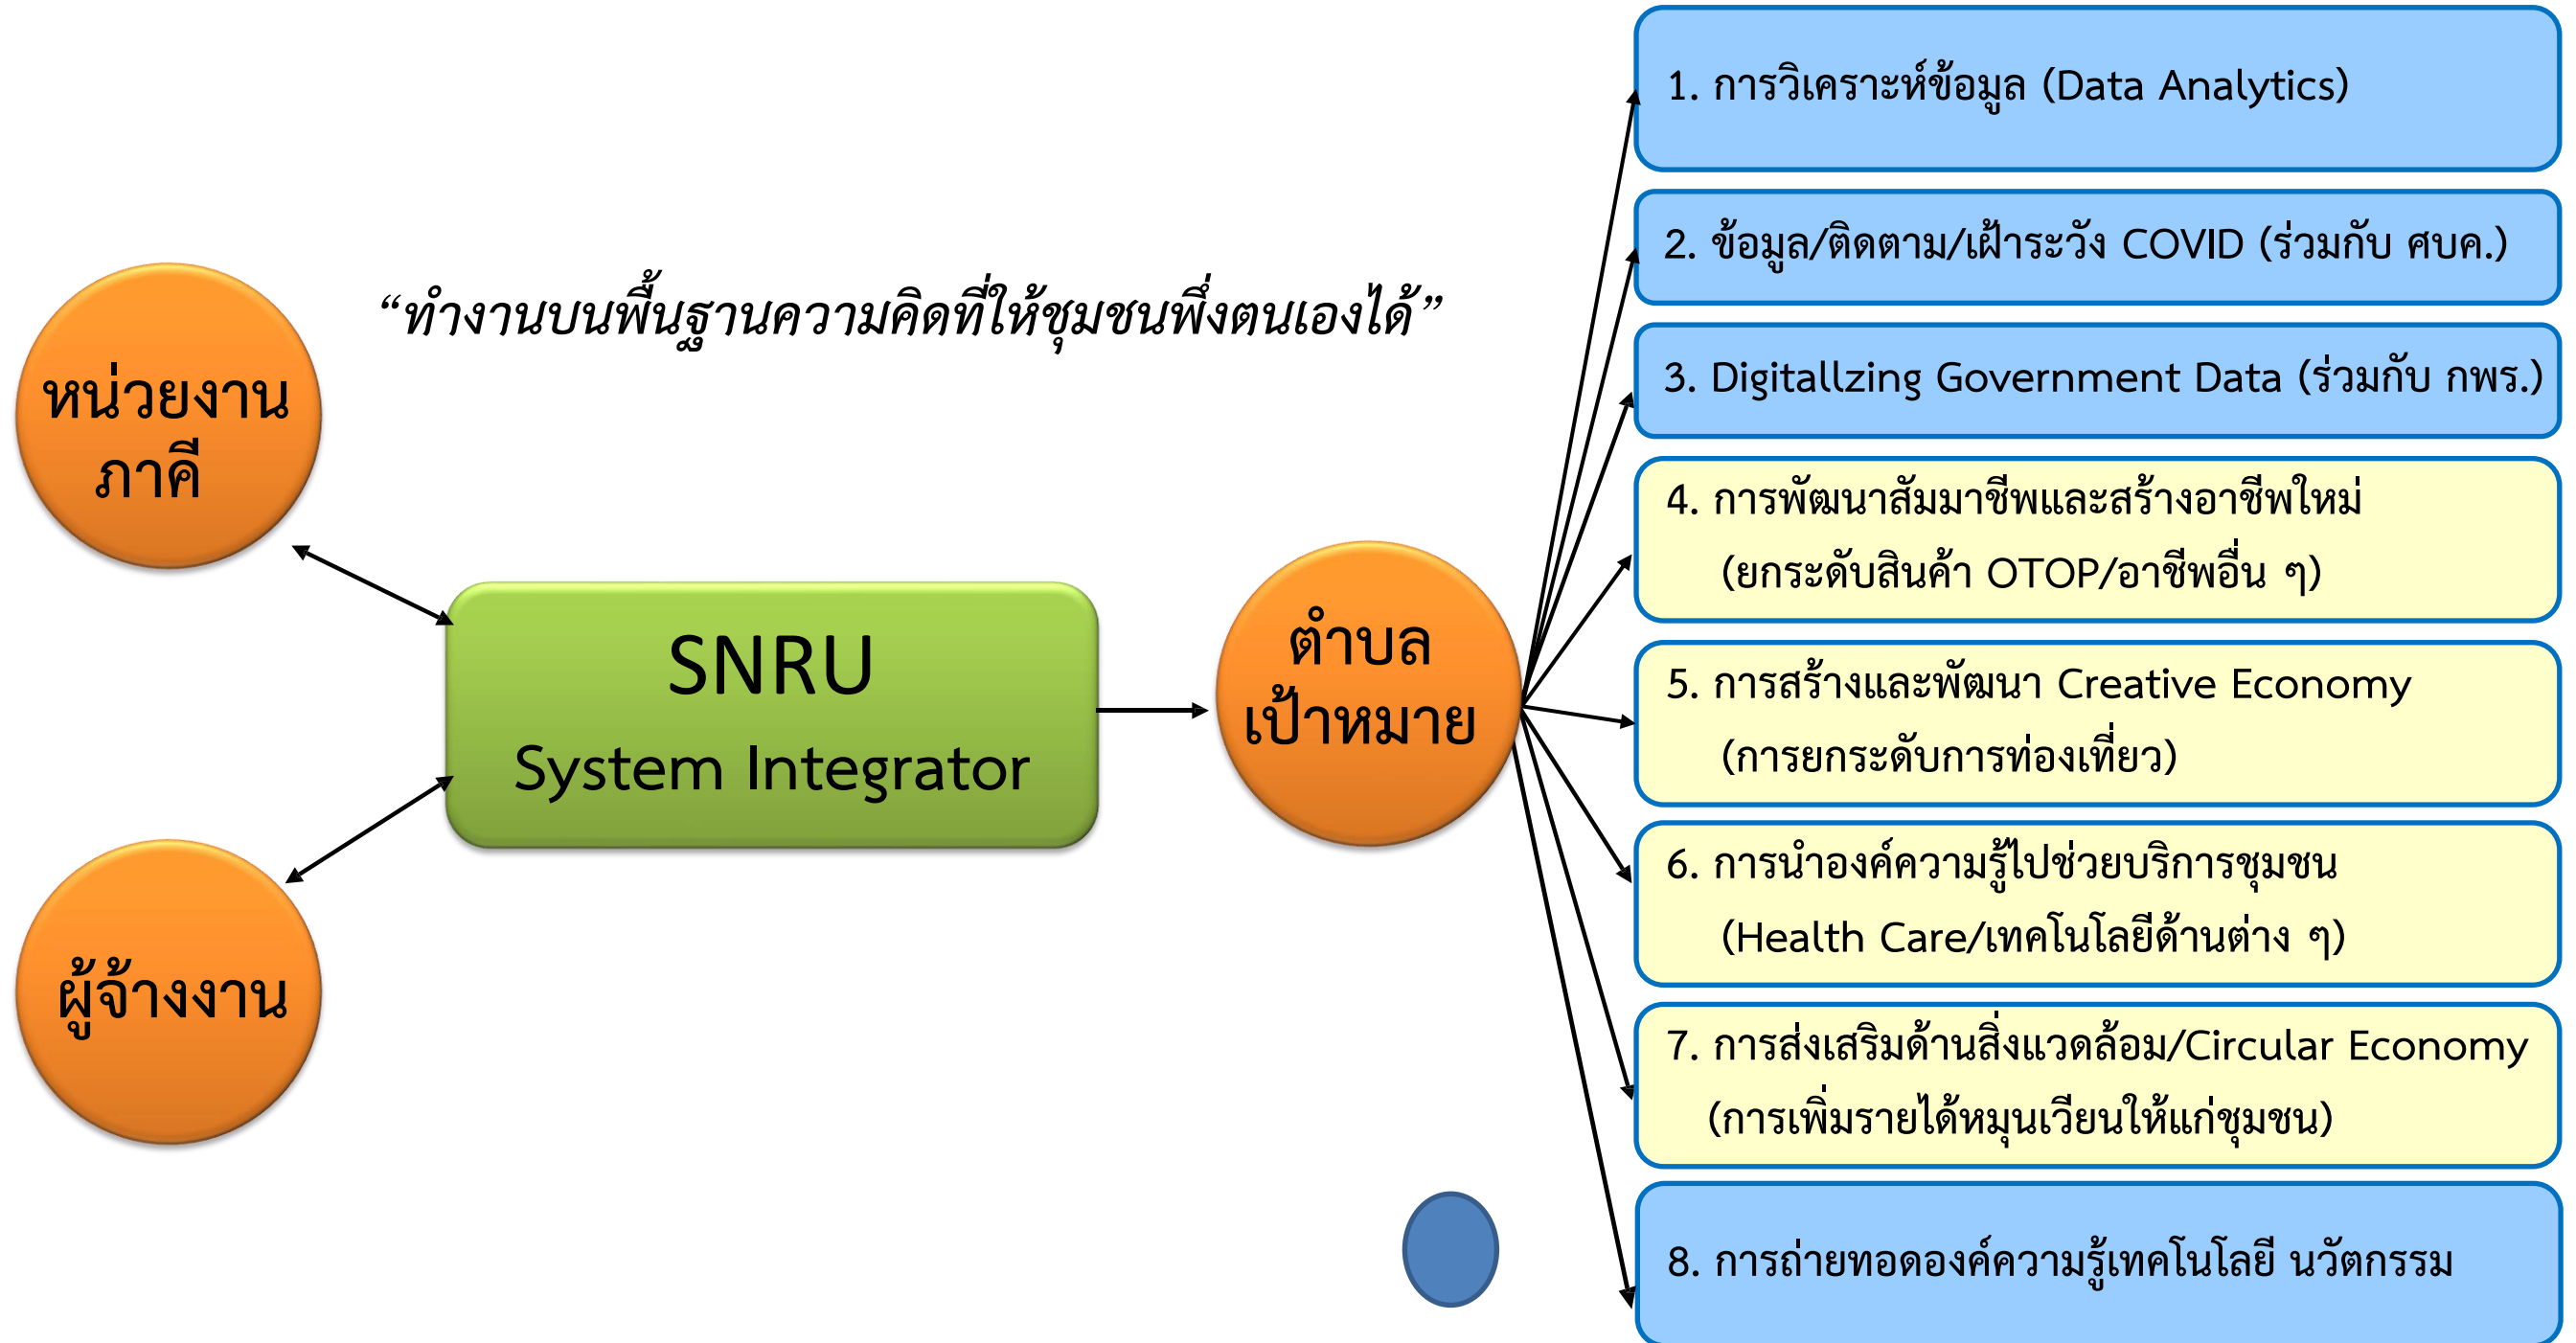 “ทำงานบนพื้นฐานความคิดที่ให้ชุมชนพึ่งตนเองได้”
หน่วยงาน
ภาคี
ผู้จ้างงาน
SNRU
System Integrator
ตำบล
เป้าหมาย
1. การวิเคราะห์ข้อมูล (Data Analytics)
2. ข้อมูล/ติดตาม/เฝ้าระวัง COVID (ร่วมกับ ศบค.)
3. Digitallzing Government Data (ร่วมกับ กพร.)
4. การพัฒนาสัมมาชีพและสร้างอาชีพใหม่
(ยกระดับสินค้า OTOP/อาชีพอื่น ๆ)
5. การสร้างและพัฒนา Creative Economy
(การยกระดับการท่องเที่ยว)
6. การนำองค์ความรู้ไปช่วยบริการชุมชน
(Health Care/เทคโนโลยีด้านต่าง ๆ)
7. การส่งเสริมด้านสิ่งแวดล้อม/Circular Economy
(การเพิ่มรายได้หมุนเวียนให้แก่ชุมชน)
8. การถ่ายทอดองค์ความรู้เทคโนโลยี นวัตกรรม